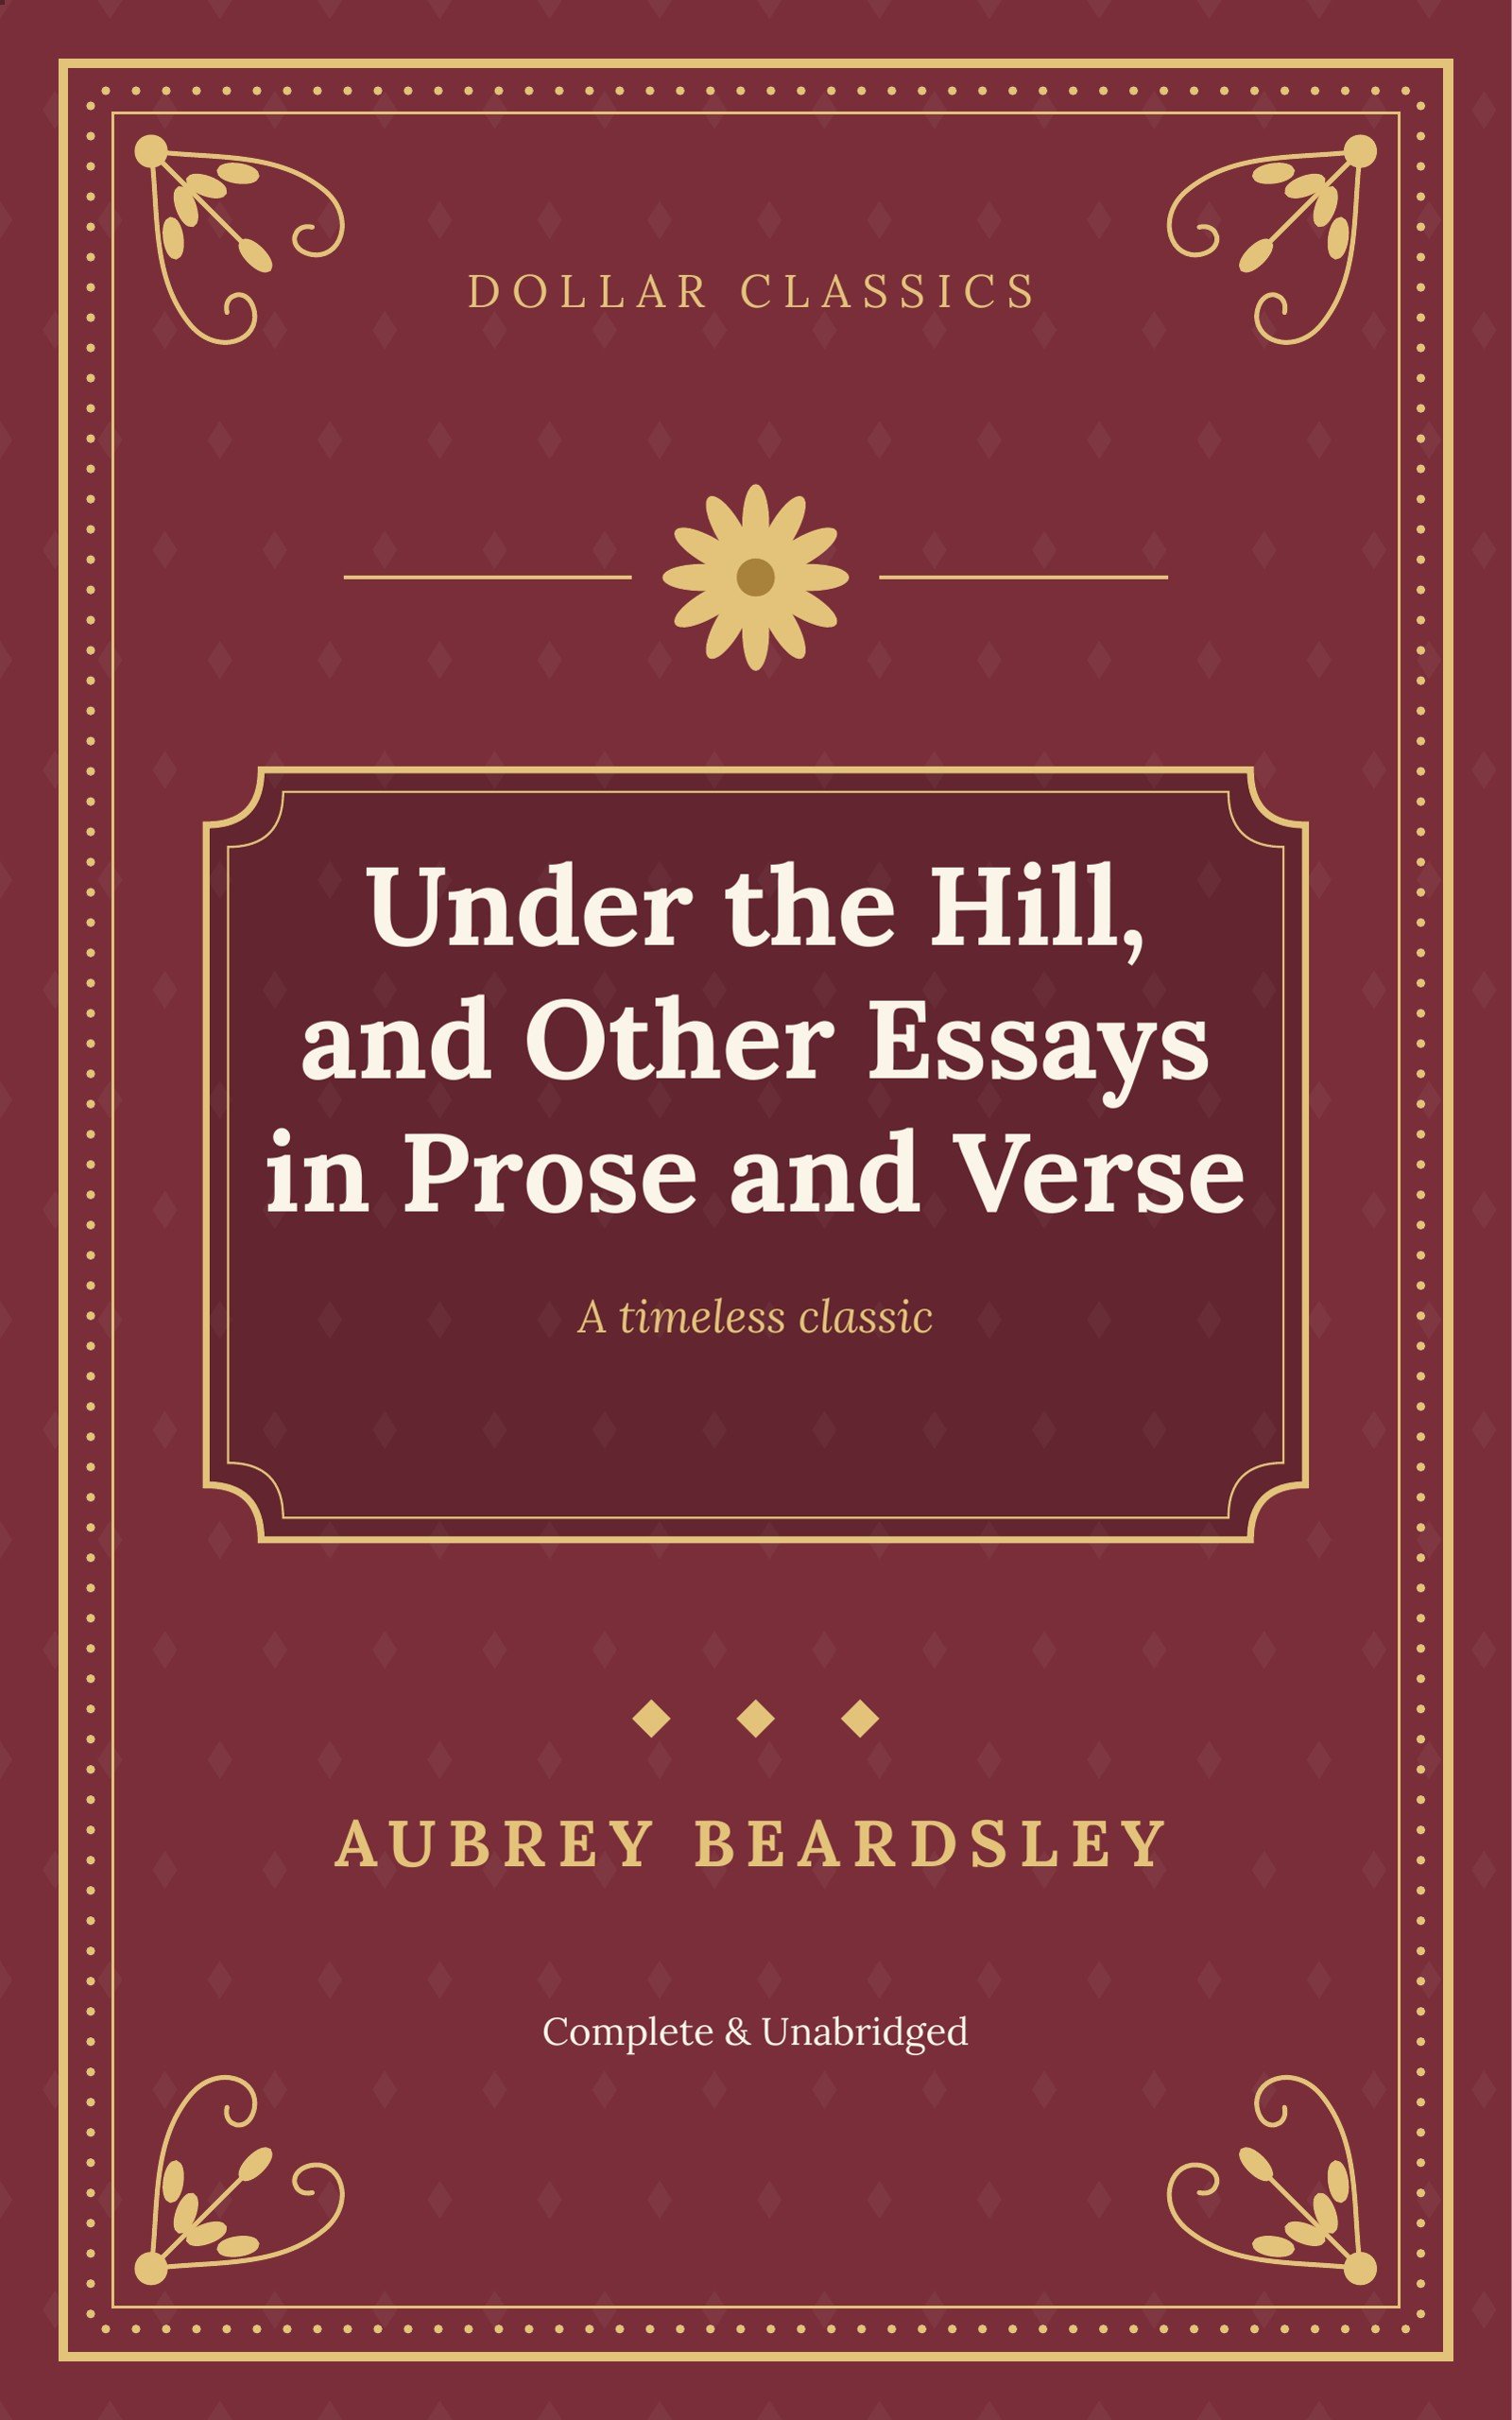 DOLLAR CLASSICS
Under the Hill,
and Other Essays
in Prose and Verse
A timeless classic
AUBREY BEARDSLEY
Complete & Unabridged